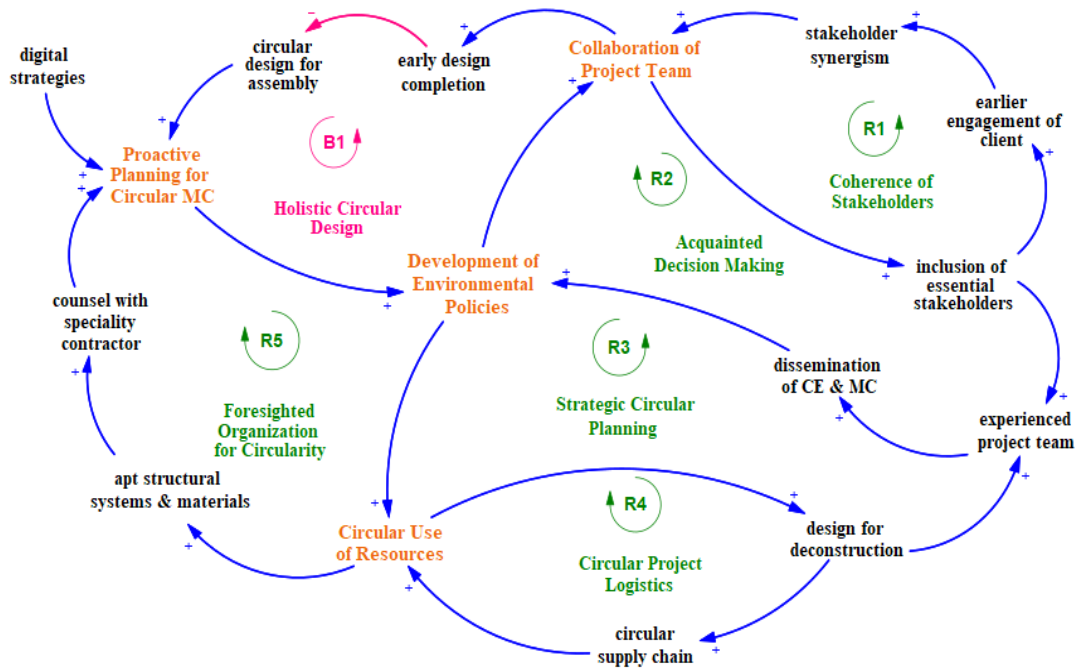 digital
strategies
circular
design for
assembly
−
+
early design
completion
+
Collaboration of
Project Team
+
+
stakeholder
synergism
+
earlier
engagement of
client
+
B1
Holistic Circular
Design
R1
Coherence of
Stakeholders
R2
Acquainted
Decision Making
Proactive
Planning for
Circular MC
+
+
Development of
Environmental
Policies
+
+
inclusion of
essential
stakeholders
+
counsel with
speciality
contractor
+
R5
Foresighted
Organization
for Circularity
R3
Strategic Circular
Planning
dissemination
of CE & MC
+
experienced
project team
+
+
apt structural
systems & materials
+
Circular Use
of Resources
+
+
R4
Circular Project
Logistics
design for
deconstruction
+
circular
supply chain
+